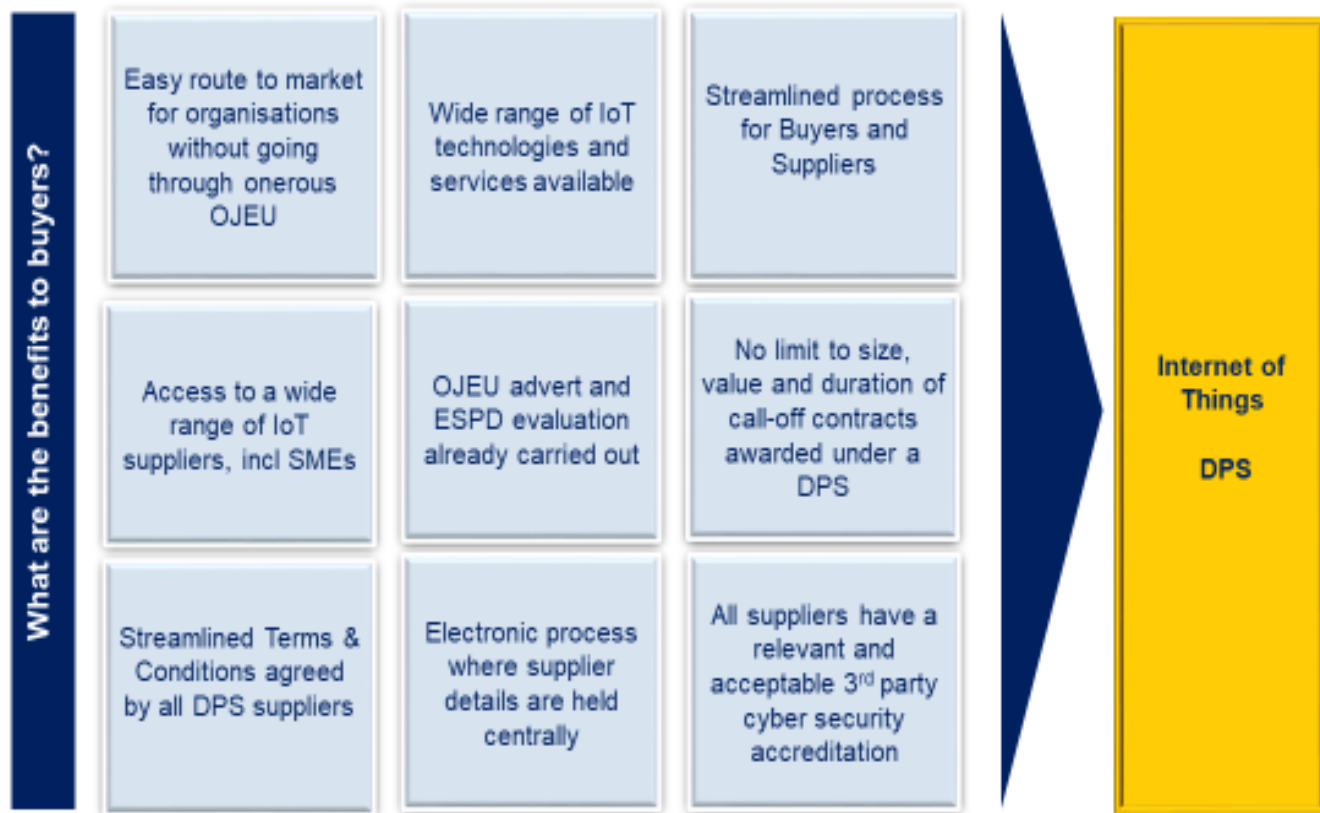 What are the benefits to buyers?
Easy route to market
for organisations
without going
through onerous
OJEU
Wide range of IoT
technologies and
services available
Streamlined process
for Buyers and
Suppliers
Access to a wide
range of IoT
suppliers, incl SMEs
OJEU advert and
ESPD evaluation
already carried out
No limit to size,
value and duration of
call-off contracts
awarded under a
DPS
Streamlined Terms &
Conditions agreed
by all DPS suppliers
Electronic process
where supplier
details are held
centrally
All suppliers have a
relevant and
acceptable 3rd party
cyber security
accreditation
Internet of
Things
DPS